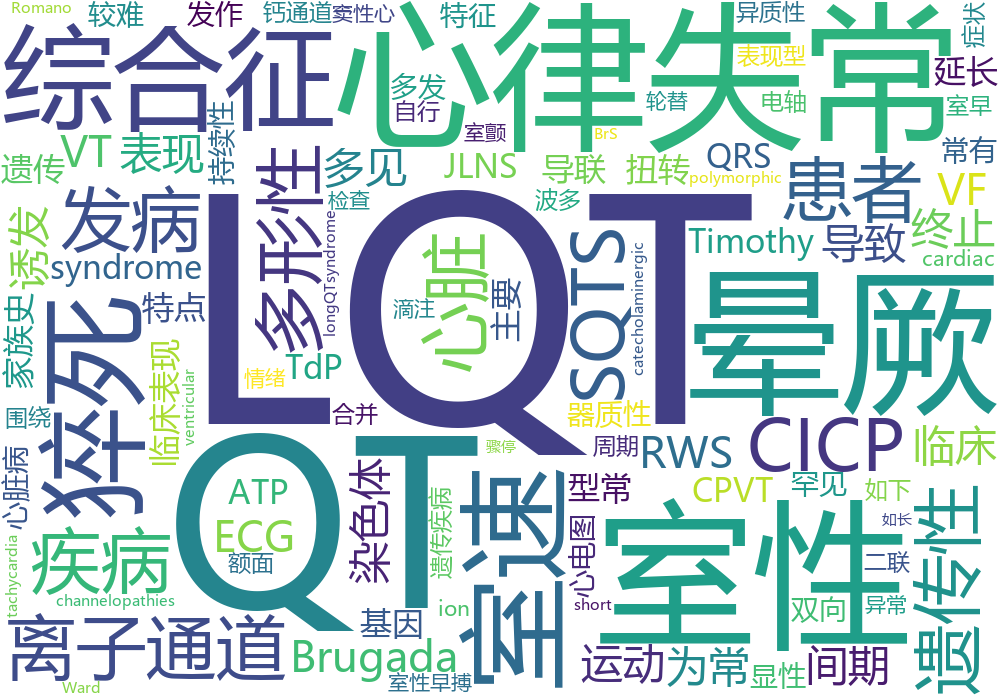 Romano
较难
发作
钙通道
窦性心
特征
异质性
症状
综合征
心律失常
多发
自行
表现型
延长
轮替
电轴
室早
遗传
VT
表现
持续性
多形性
多见
室颤
BrS
JLNS
导联
扭转
QRS
polymorphic
患者
常有
VF
检查
波多
发病
诱发
syndrome
LQT
心脏
SQTS
Timothy
导致
终止
cardiac
longQTsyndrome
滴注
主要
catecholaminergic
晕厥
家族史
特点
猝死
临床表现
ventricular
TdP
情绪
合并
器质性
围绕
QT
骤停
周期
RWS
CICP
临床
心脏病
ATP
ECG
额面
染色体
遗传疾病
室速
型常
CPVT
罕见
如下
室性
遗传性
疾病
心电图
如长
二联
tachycardia
channelopathies
ion
short
双向
异常
离子通道
基因
Brugada
运动
为常
间期
显性
Ward
室性早搏